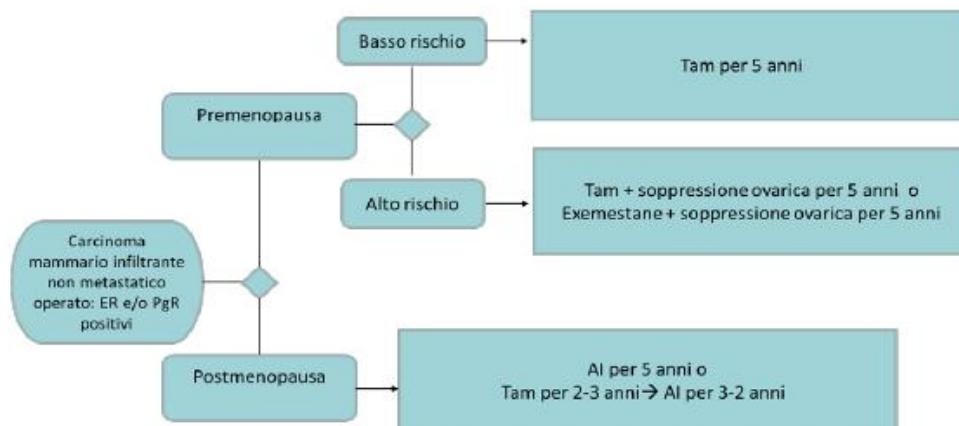 Basso rischio
Tam per 5 anni
Premenopausa
Alto rischio
Tam + soppressione ovarica per 5 anni o
Exemestane + soppressione ovarica per 5 anni
Carcinoma
mammario infiltrante
non metastatico
operato: ER e/o PgR
positivi
Postmenopausa
AI per 5 anni o
Tam per 2-3 anni→ AI per 3-2 anni